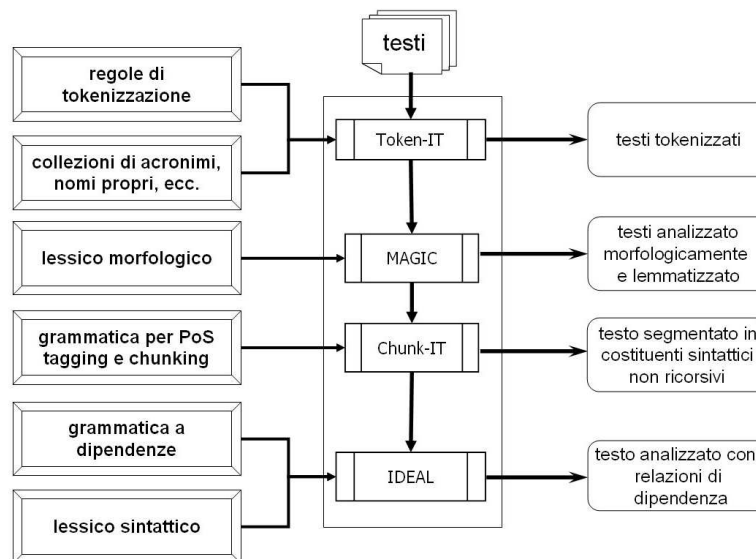 testi
regole di
tokenizzazione
Token-IT
testi tokenizzati
collezioni di acronimi,
nomi propri, ecc.
lessico morfologico
MAGIC
testi analizzato
morfologicamente
e lemmatizzato
grammatica per PoS
tagging e chunking
Chunk-IT
testo segmentato in
costituenti sintattici
non ricorsivi
grammatica a
dipendenze
IDEAL
testo analizzato con
relazioni di
dipendenza
lessico sintattico